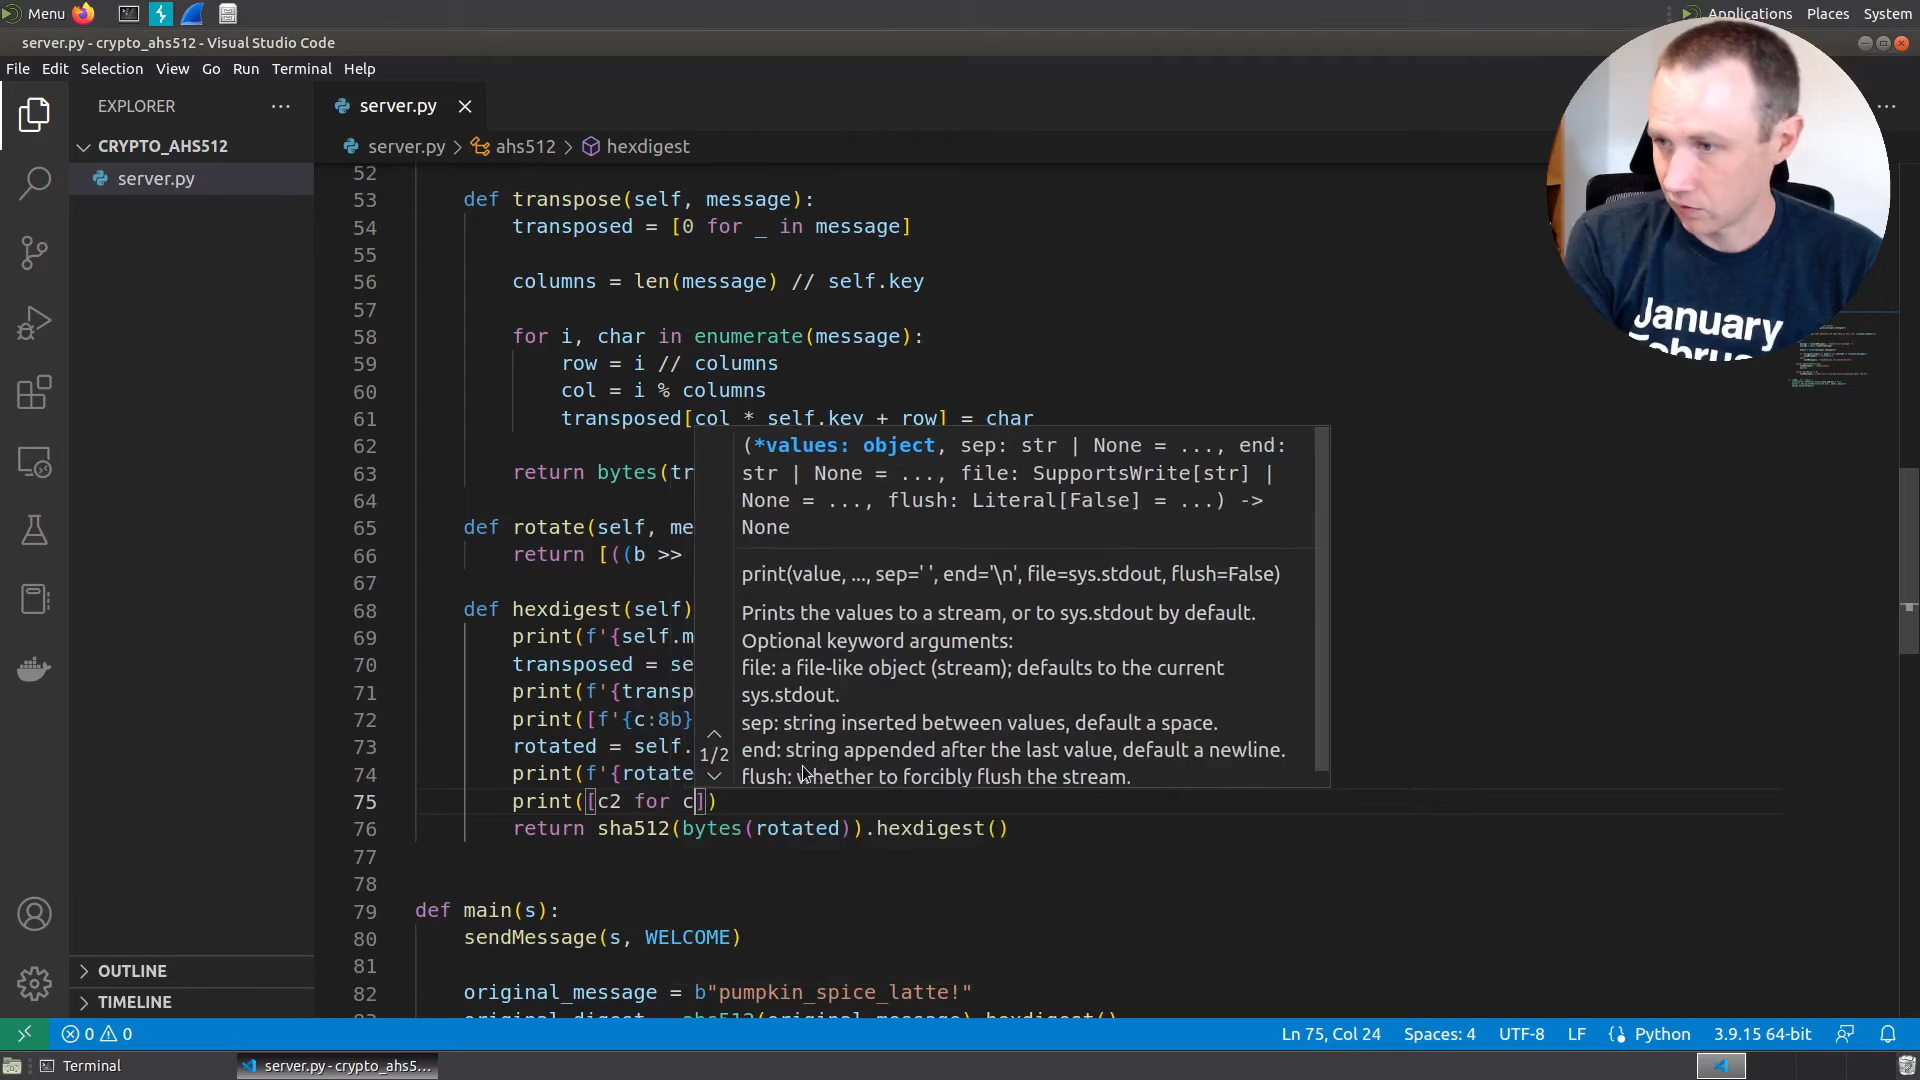 Menu
Applications Places System
server.py - crypto_ahs512 - Visual Studio Code
File Edit Selection View Go Run Terminal Help
EXPLORER ···
server.py
CRYPTO_AHS512
server.py > ahs512 > hexdigest
server.py
52
53 def transpose(self, message):
54 transposed = [0 for _ in message]
55
56 columns = len(message) // self.key
57
58 for i, char in enumerate(message):
59 row = i // columns
60 col = i % columns
61 transposed[col * self.key + row] = char
62
63 return bytes(tr
64
65 def rotate(self, me
66 return [((b >>
67
68 def hexdigest(self)
69 print(f'{self.m
70 transposed = se
71 print(f'{transp
72 print([f'{c:8b}
73 rotated = self.
74 print(f'{rotate
75 print([c2 for c])
76 return sha512(bytes(rotated)).hexdigest()
77
78
79 def main(s):
80 sendMessage(s, WELCOME)
81
82 original_message = b"pumpkin_spice_latte!"
(*values: object, sep: str | None = ..., end:
str | None = ..., file: SupportsWrite[str] |
None = ..., flush: Literal[False] = ...) ->
None
print(value, ..., sep=' ', end='\n', file=sys.stdout, flush=False)
Prints the values to a stream, or to sys.stdout by default.
Optional keyword arguments:
file: a file-like object (stream); defaults to the current
sys.stdout.
sep: string inserted between values, default a space.
1/2
end: string appended after the last value, default a newline.
flush: whether to forcibly flush the stream.
January
OUTLINE
TIMELINE
0 0
Ln 75, Col 24 Spaces: 4 UTF-8 LF Python 3.9.15 64-bit
Terminal
server.py - crypto_ahs5...